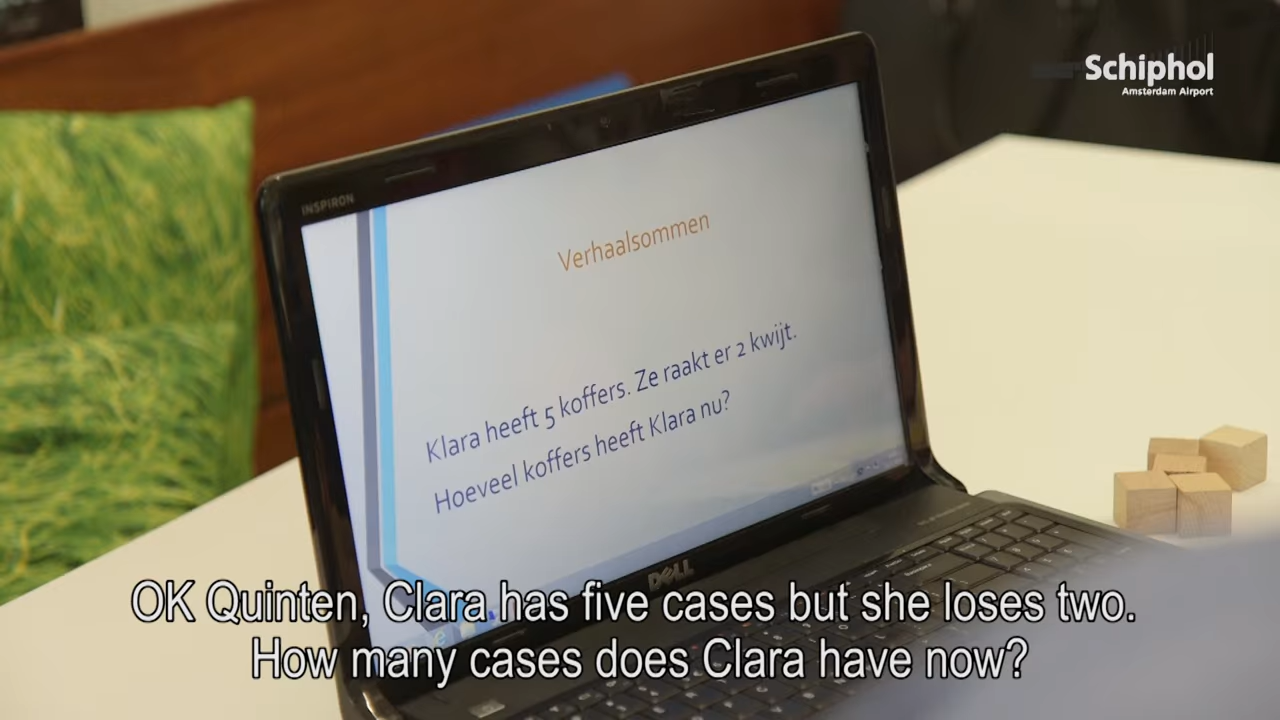 Schiphol
Amsterdam Airport
INSPIRON
Verhaalsommen
Klara heeft 5 koffers. Ze raakt er 2 kwijt.
Hoeveel koffers heeft Klara nu?
DELL
OK Quinten, Clara has five cases but she loses two.
How many cases does Clara have now?